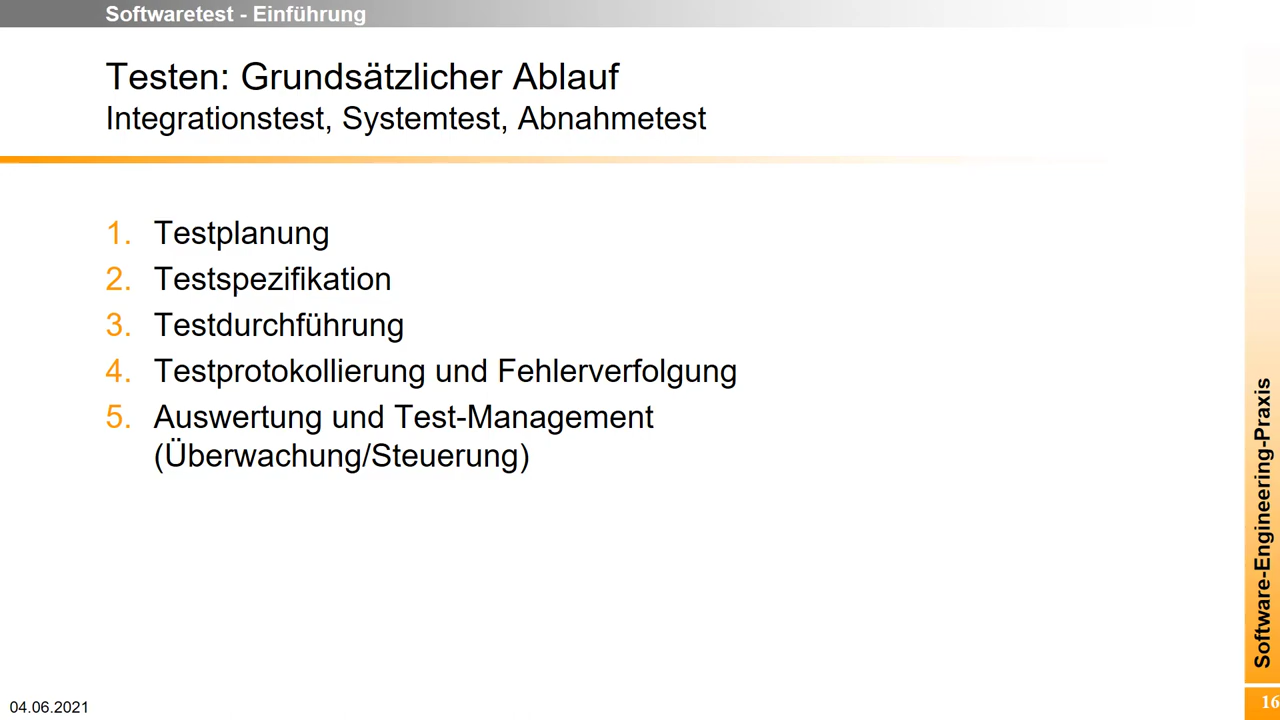 Softwaretest - Einführung
Testen: Grundsätzlicher Ablauf
Integrationstest, Systemtest, Abnahmetest
1. Testplanung
2. Testspezifikation
3. Testdurchführung
4. Testprotokollierung und Fehlerverfolgung
5. Auswertung und Test-Management
(Überwachung/Steuerung)
Software-Engineering-Praxis
04.06.2021
16